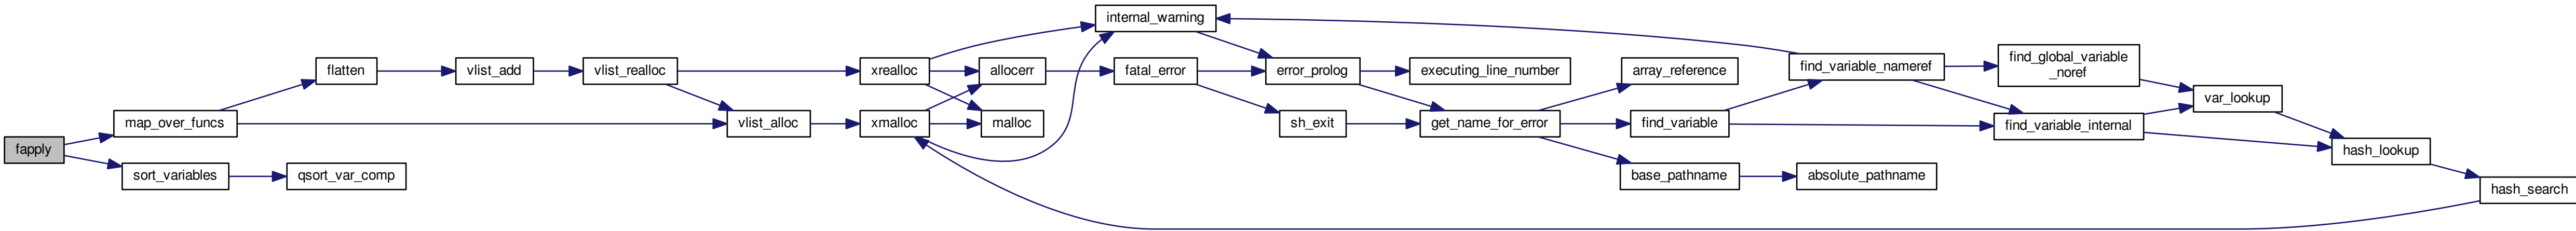 fapply
map_over_funcs
sort_variables
flatten
qsort_var_comp
vlist_add
vlist_realloc
vlist_alloc
xrealloc
xmalloc
allocerr
malloc
internal_warning
fatal_error
error_prolog
sh_exit
executing_line_number
get_name_for_error
array_reference
find_variable
base_pathname
find_variable_nameref
absolute_pathname
find_global_variable
_noref
find_variable_internal
var_lookup
hash_lookup
hash_search